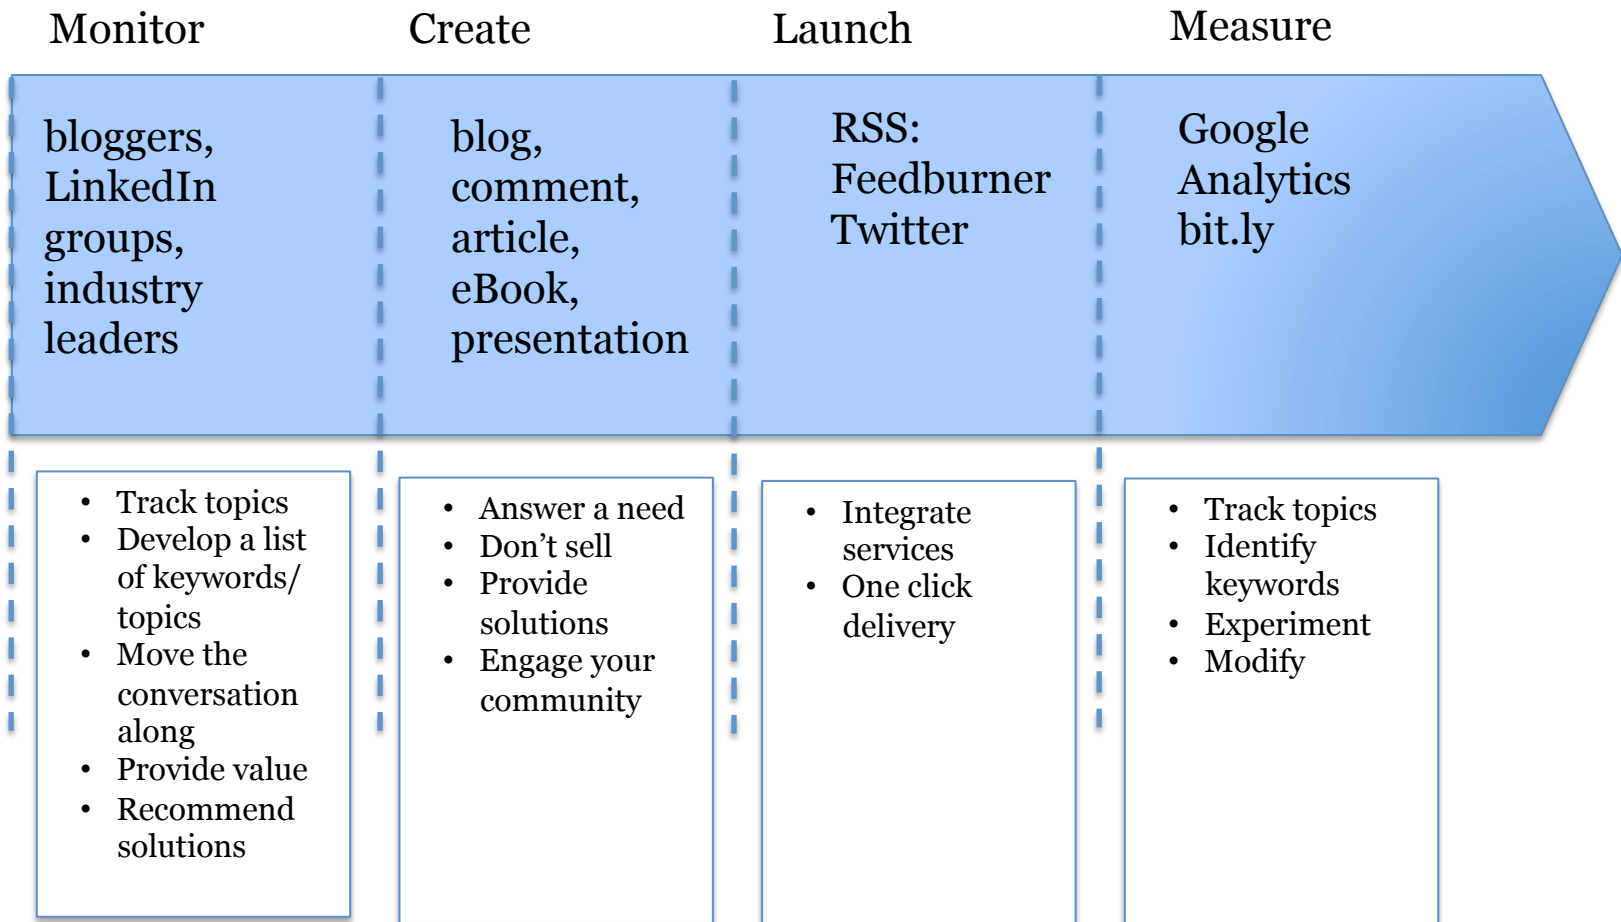 Monitor
Create
Launch
Measure
bloggers,
LinkedIn
groups,
industry
leaders
blog,
comment,
article,
eBook,
presentation
RSS:
Feedburner
Twitter
Google
Analytics
bit.ly
• Track topics
• Develop a list
of keywords/
topics
• Move the
conversation
along
• Provide value
• Recommend
solutions
• Answer a need
• Don’t sell
• Provide
solutions
• Engage your
community
• Integrate
services
• One click
delivery
• Track topics
• Identify
keywords
• Experiment
• Modify